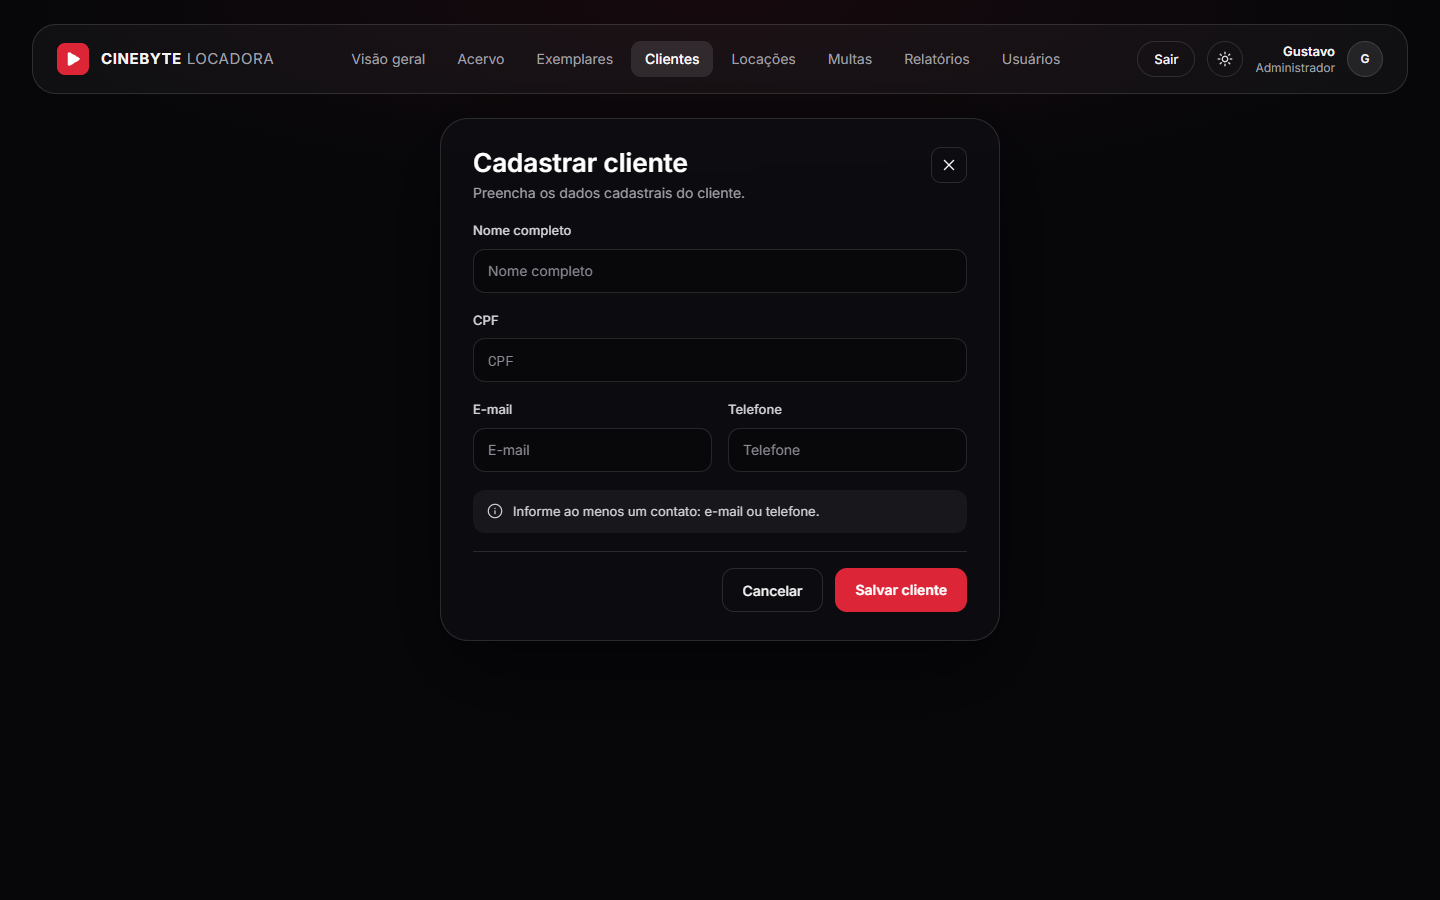 CINEBYTE LOCADORA
Visão geral
Acervo
Exemplares
Clientes
Locações
Multas
Relatórios
Usuários
Sair
Gustavo
Administrador
G
Cadastrar cliente
Preencha os dados cadastrais do cliente.
Nome completo
Nome completo
CPF
CPF
E-mail
Telefone
E-mail
Telefone
Informe ao menos um contato: e-mail ou telefone.
Cancelar
Salvar cliente